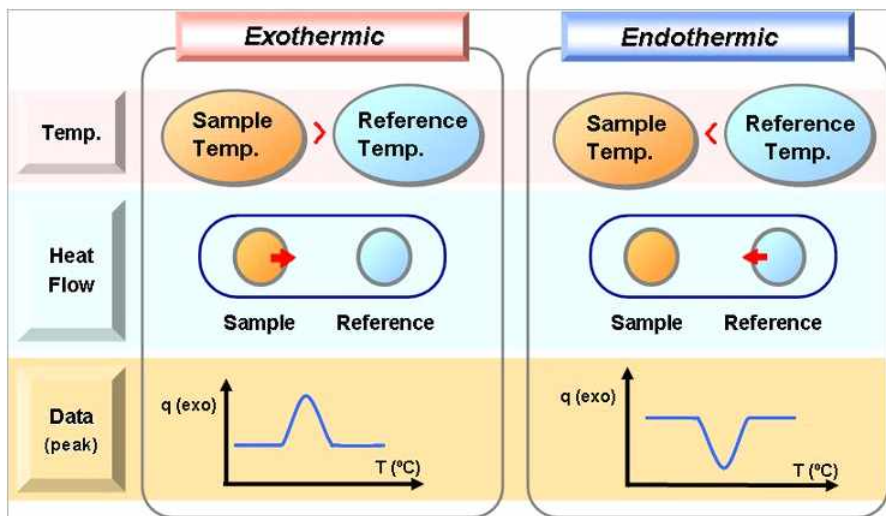 Exothermic
Endothermic
Temp.
Sample
Temp.
>
Reference
Temp.
Sample
Temp.
<
Reference
Temp.
Heat
Flow
Sample
Reference
Sample
Reference
Data
(peak)
q (exo)
T (ºC)
q (exo)
T (ºC)